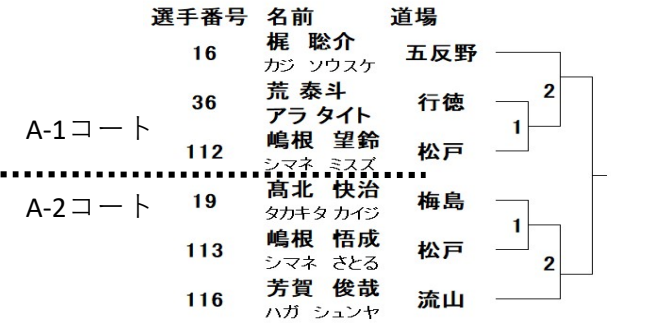 選手番号 名前 道場
16 梶 聡介 五反野
カジ ソウスケ
36 荒 泰斗 行徳
アラ タイト
A-1コート
112 嶋根 望鈴 松戸
シマネ ミスズ
A-2コート
19 髙北 快治 梅島
タカキタ カイジ
113 嶋根 悟成 松戸
シマネ さとる
116 芳賀 俊哉 流山
ハガ シュンヤ
2
1
1
2